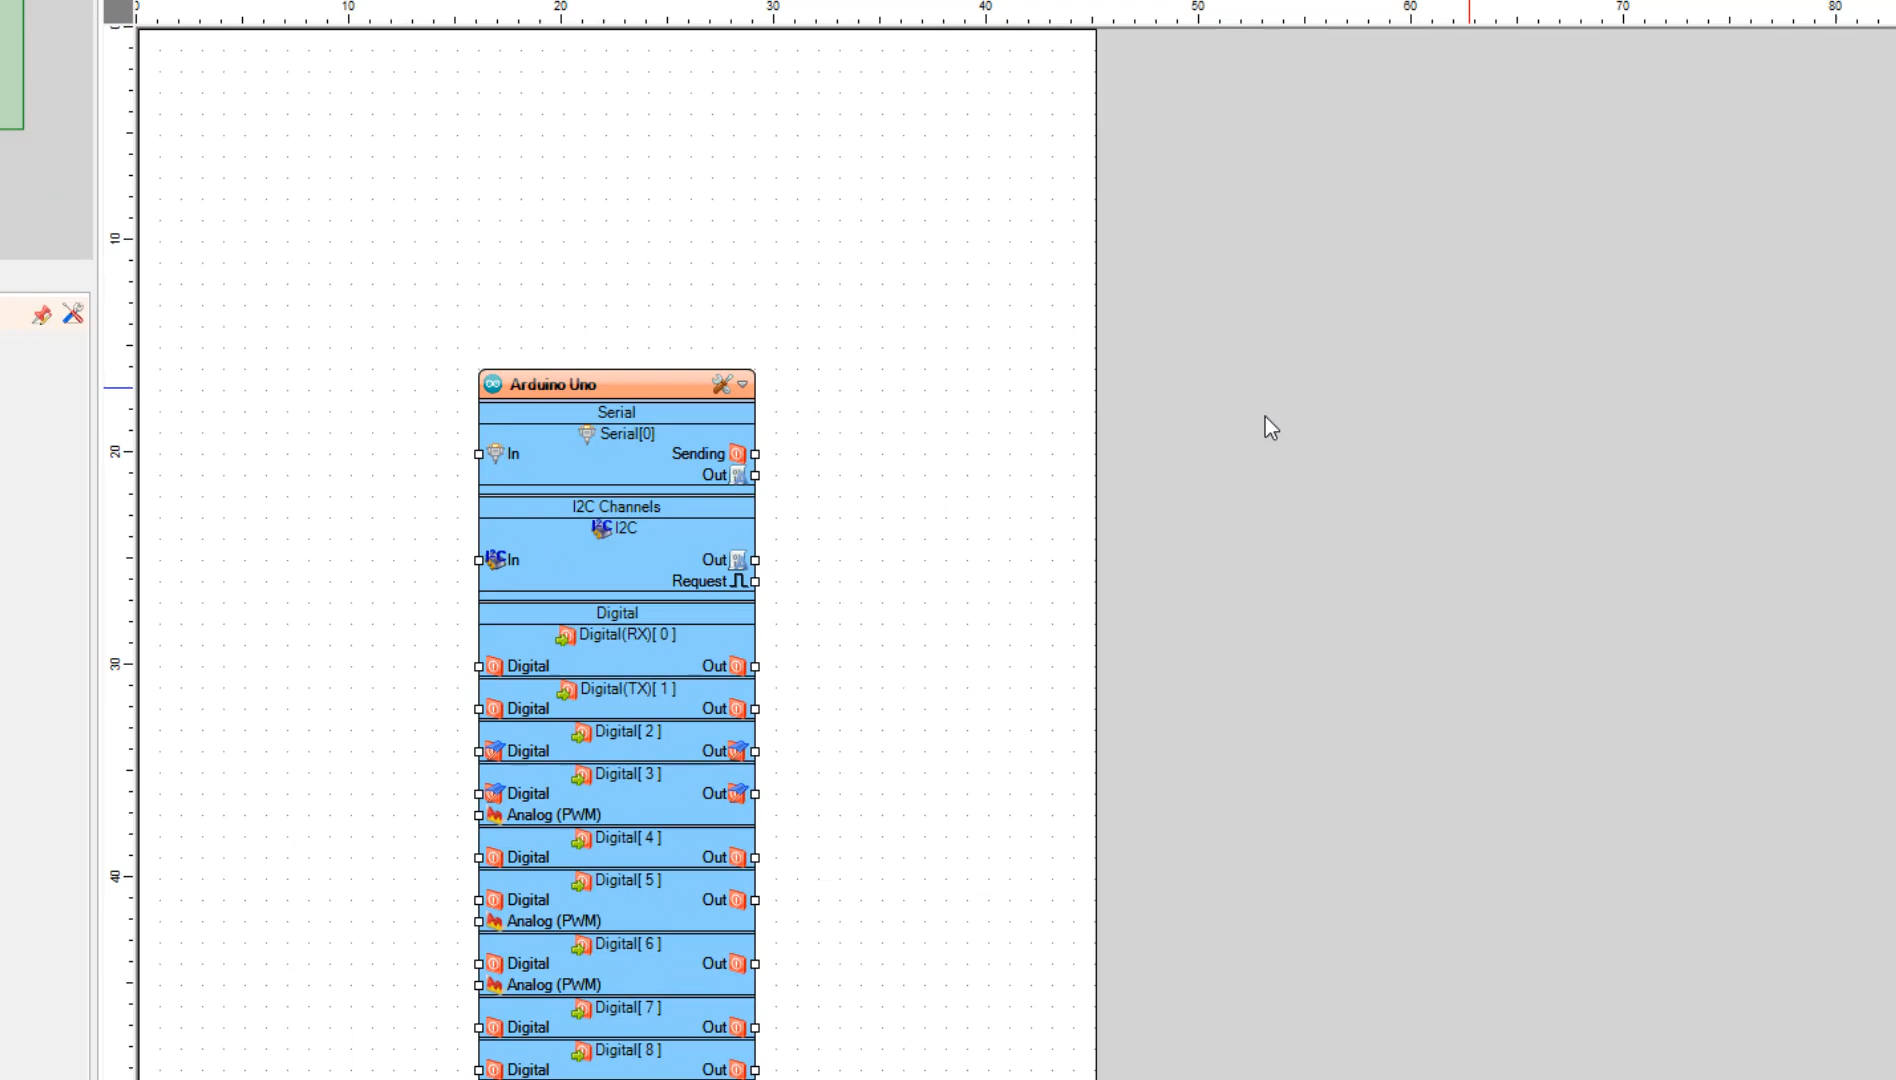 0 10 20 30 40 50 60 70 80
10
Arduino Uno
Serial
Serial[0]
20
In Sending
Out
I2C Channels
I2C I2C
I2C In Out
Request
Digital
Digital(RX)[ 0 ]
30
Digital Out
Digital(TX)[ 1 ]
Digital Out
Digital[ 2 ]
Digital Out
Digital[ 3 ]
Digital Out
Analog (PWM)
Digital[ 4 ]
Digital Out
40
Digital[ 5 ]
Digital Out
Analog (PWM)
Digital[ 6 ]
Digital Out
Analog (PWM)
Digital[ 7 ]
Digital Out
Digital[ 8 ]
Digital Out